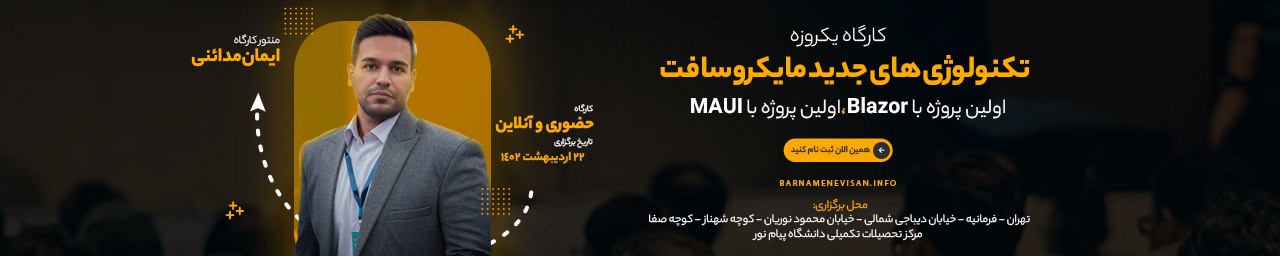 کارگاه یکروزه
تکنولوژی های جدید مایکروسافت
اولین پروژه با Blazor،اولین پروژه با MAUI
همین الان ثبت نام کنید
BARNAMENEVISAN.INFO
محل برگزاری:
تهران - فرمانیه - خیابان دیباجی شمالی - خیابان محمود نوریان - کوچه شهناز - کوچه صفا
مرکز تحصیلات تکمیلی دانشگاه پیام نور
کارگاه
حضوری و آنلاین
تاریخ برگزاری
۲۲ اردیبهشت ۱۴۰۲
منتور کارگاه
ایمان مدائنی